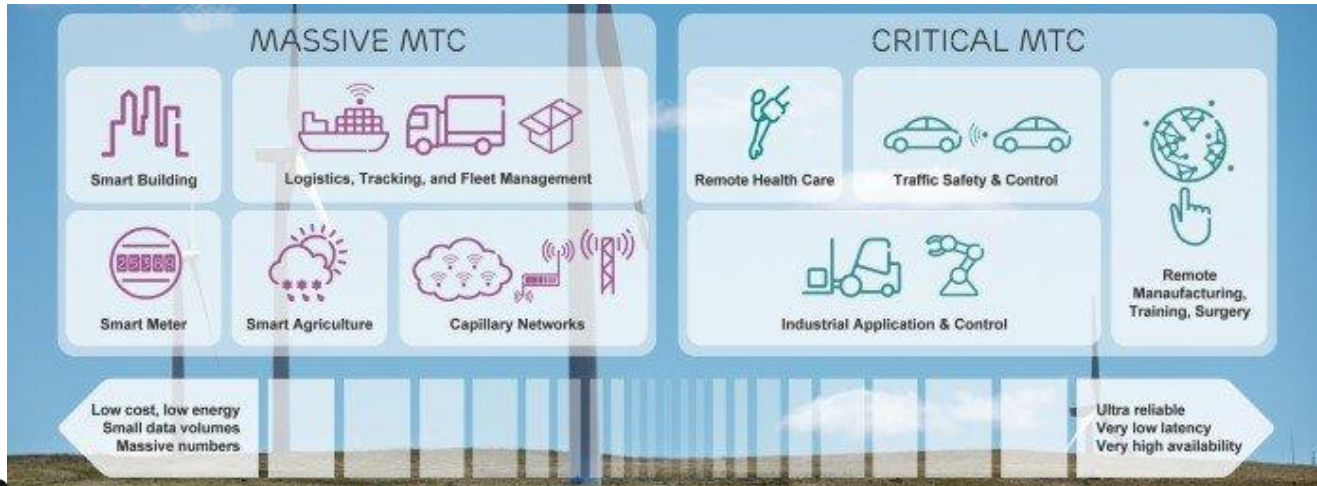 MASSIVE MTC
Smart Building
Logistics, Tracking, and Fleet Management
Smart Meter
Smart Agriculture
Capillary Networks
CRITICAL MTC
Remote Health Care
Traffic Safety & Control
Industrial Application & Control
Remote
Manaufacturing,
Training, Surgery
Low cost, low energy
Small data volumes
Massive numbers
Ultra reliable
Very low latency
Very high availability